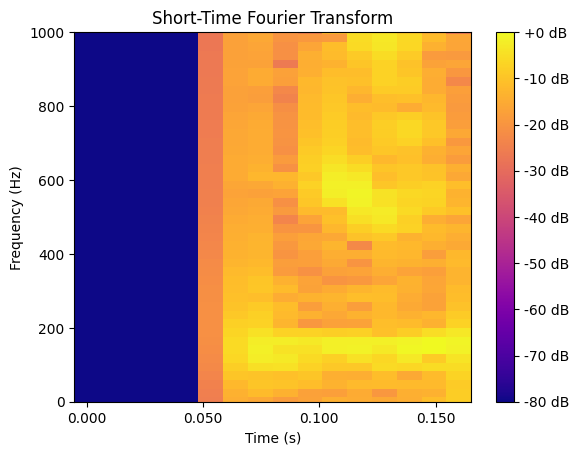 Short-Time Fourier Transform
Frequency (Hz)
1000
800
600
400
200
0
0.000 0.050 0.100 0.150
Time (s)
+0 dB
-10 dB
-20 dB
-30 dB
-40 dB
-50 dB
-60 dB
-70 dB
-80 dB